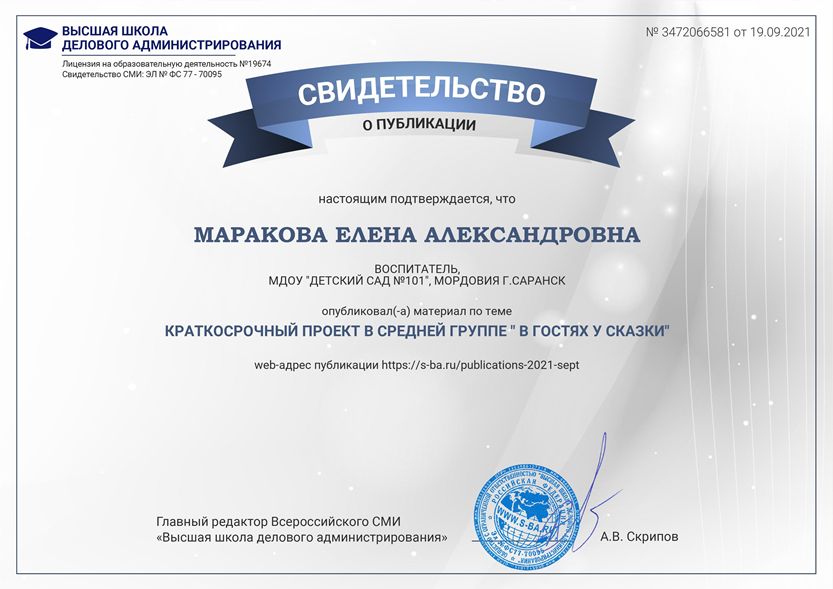 ВЫСШАЯ ШКОЛА
ДЕЛОВОГО АДМИНИСТРИРОВАНИЯ
Лицензия на образовательную деятельность №19674
Свидетельство СМИ: ЭЛ № ФС 77 - 70095
№ 3472066581 от 19.09.2021
СВИДЕТЕЛЬСТВО
О ПУБЛИКАЦИИ
настоящим подтверждается, что
МАРАКОВА ЕЛЕНА АЛЕКСАНДРОВНА
ВОСПИТАТЕЛЬ,
МДОУ "ДЕТСКИЙ САД №101", МОРДОВИЯ Г.САРАНСК
опубликовал(-а) материал по теме
КРАТКОСРОЧНЫЙ ПРОЕКТ В СРЕДНЕЙ ГРУППЕ " В ГОСТЯХ У СКАЗКИ"
web-адрес публикации https://s-ba.ru/publications-2021-sept
Главный редактор Всероссийского СМИ
«Высшая школа делового администрирования»
РОССИЙСКАЯ ФЕДЕРАЦИЯ
WWW.S-BA.RU
А.В. Скрипов